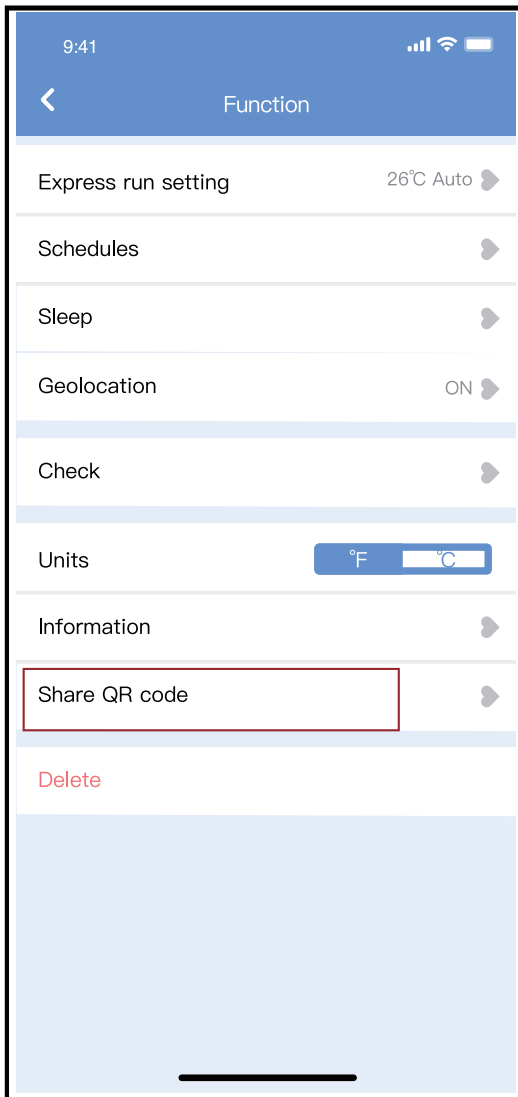 9:41
Function
Express run setting 26℃ Auto
Schedules
Sleep
Geolocation ON
Check
Units °F ℃
Information
Share QR code
Delete